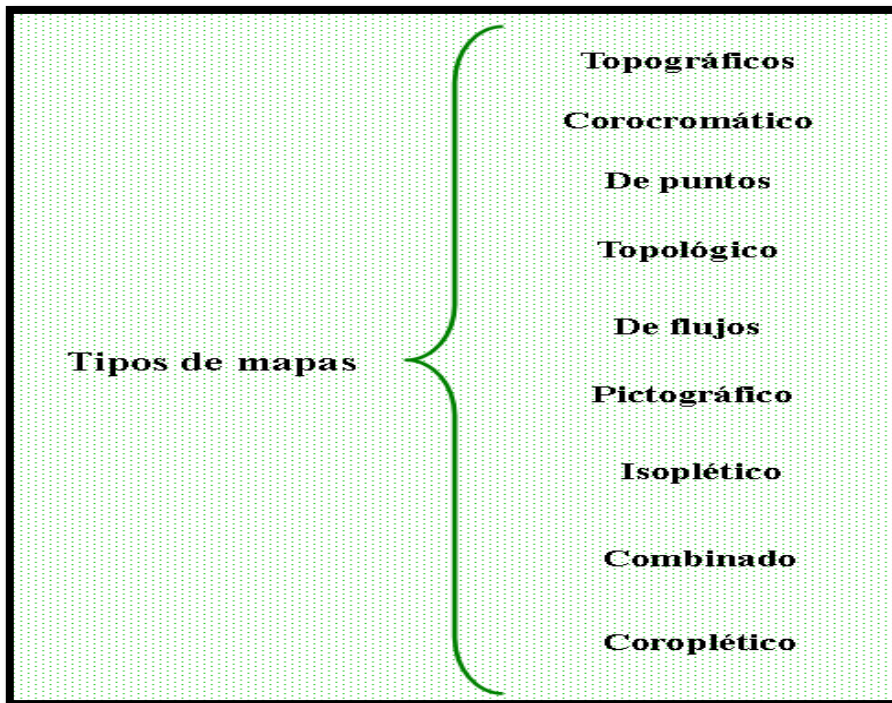 Tipos de mapas
Topográficos
Corocromático
De puntos
Topológico
De flujos
Pictográfico
Isoplético
Combinado
Coroplético